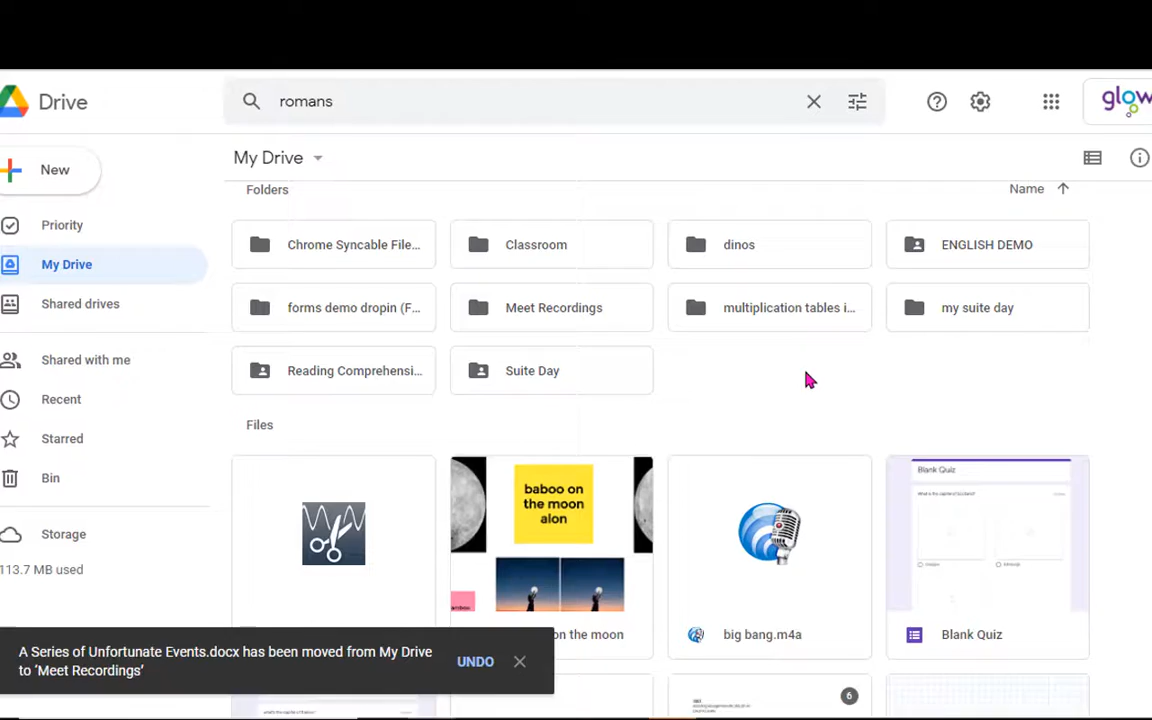 Drive
romans
glow
New
My Drive
Priority
My Drive
Shared drives
Shared with me
Recent
Starred
Bin
Storage
113.7 MB used
Folders
Name
Chrome Syncable File...
Classroom
dinos
ENGLISH DEMO
forms demo dropin (F...
Meet Recordings
multiplication tables i...
my suite day
Reading Comprehensi...
Suite Day
Files
baboo on
the moon
alon
Blank Quiz
on the moon
big bang.m4a
Blank Quiz
A Series of Unfortunate Events.docx has been moved from My Drive
to ‘Meet Recordings’
UNDO
6